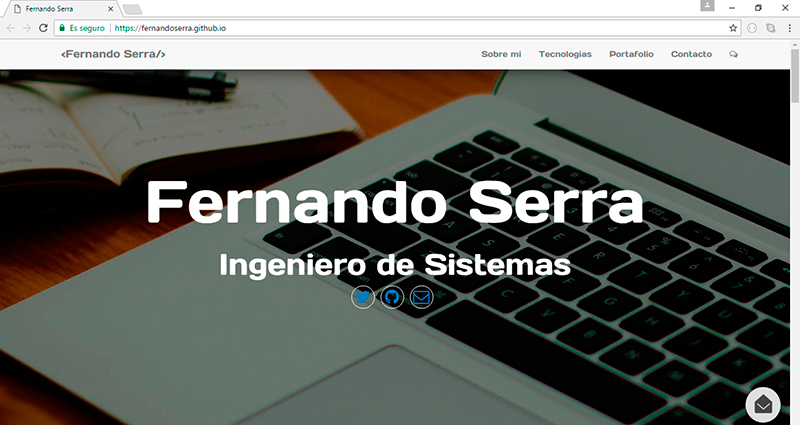 Fernando Serra
Es seguro | https://fernandoserra.github.io
<Fernando Serra/>
Sobre mi Tecnologias Portafolio Contacto
Fernando Serra
Ingeniero de Sistemas